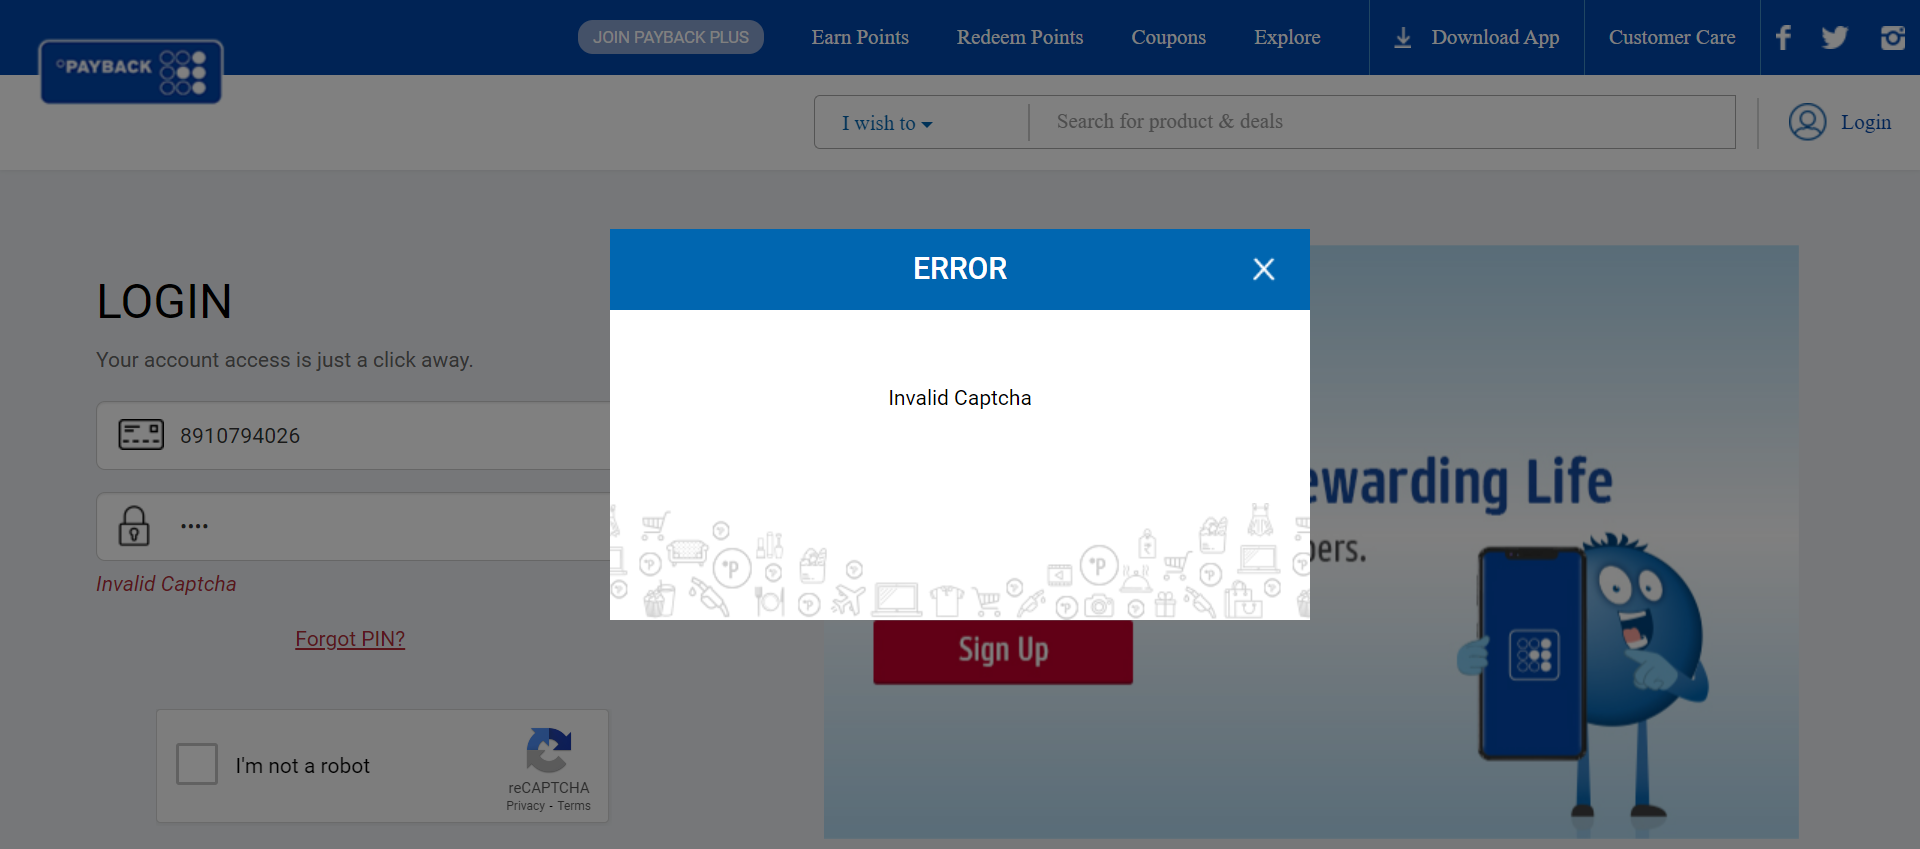 JOIN PAYBACK PLUS
Earn Points
Redeem Points
Coupons
Explore
Download App
Customer Care
°PAYBACK
I wish to
Search for product & deals
Login
LOGIN
Your account access is just a click away.
8910794026
••••
Invalid Captcha
Forgot PIN?
I'm not a robot
reCAPTCHA
Privacy - Terms
ERROR
Invalid Captcha
ewarding Life
bers.
Sign Up